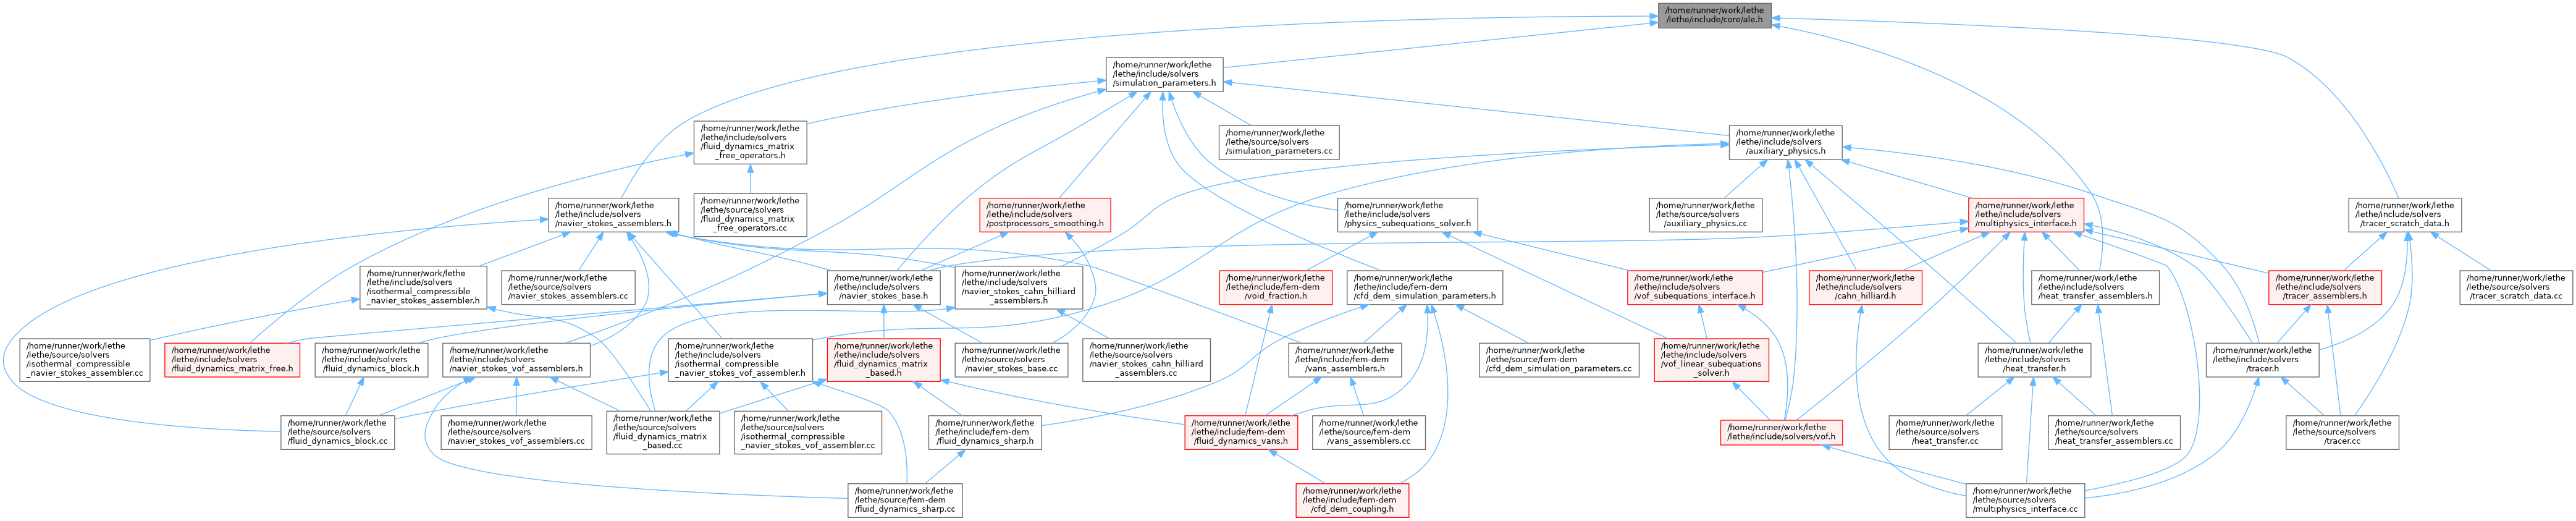 /home/runner/work/lethe
/lethe/include/core/ale.h
/home/runner/work/lethe
/lethe/include/solvers
/simulation_parameters.h
/home/runner/work/lethe
/lethe/include/solvers
/fluid_dynamics_matrix
_free_operators.h
/home/runner/work/lethe
/lethe/source/solvers
/simulation_parameters.cc
/home/runner/work/lethe
/lethe/include/solvers
/auxiliary_physics.h
/home/runner/work/lethe
/lethe/include/solvers
/navier_stokes_assemblers.h
/home/runner/work/lethe
/lethe/source/solvers
/fluid_dynamics_matrix
_free_operators.cc
/home/runner/work/lethe
/lethe/include/solvers
/postprocessors_smoothing.h
/home/runner/work/lethe
/lethe/include/solvers
/physics_subequations_solver.h
/home/runner/work/lethe
/lethe/source/solvers
/auxiliary_physics.cc
/home/runner/work/lethe
/lethe/include/solvers
/multiphysics_interface.h
/home/runner/work/lethe
/lethe/include/solvers
/tracer_scratch_data.h
/home/runner/work/lethe
/lethe/include/solvers
/isothermal_compressible
_navier_stokes_assembler.h
/home/runner/work/lethe
/lethe/source/solvers
/navier_stokes_assemblers.cc
/home/runner/work/lethe
/lethe/include/solvers
/navier_stokes_base.h
/home/runner/work/lethe
/lethe/include/solvers
/navier_stokes_cahn_hilliard
_assemblers.h
/home/runner/work/lethe
/lethe/include/fem-dem
/void_fraction.h
/home/runner/work/lethe
/lethe/include/fem-dem
/cfd_dem_simulation_parameters.h
/home/runner/work/lethe
/lethe/include/solvers
/vof_subequations_interface.h
/home/runner/work/lethe
/lethe/include/solvers
/cahn_hilliard.h
/home/runner/work/lethe
/lethe/include/solvers
/heat_transfer_assemblers.h
/home/runner/work/lethe
/lethe/include/solvers
/tracer_assemblers.h
/home/runner/work/lethe
/lethe/source/solvers
/tracer_scratch_data.cc
/home/runner/work/lethe
/lethe/source/solvers
/isothermal_compressible
_navier_stokes_assembler.cc
/home/runner/work/lethe
/lethe/include/solvers
/fluid_dynamics_matrix_free.h
/home/runner/work/lethe
/lethe/include/solvers
/fluid_dynamics_block.h
/home/runner/work/lethe
/lethe/include/solvers
/navier_stokes_vof_assemblers.h
/home/runner/work/lethe
/lethe/include/solvers
/isothermal_compressible
_navier_stokes_vof_assembler.h
/home/runner/work/lethe
/lethe/include/solvers
/fluid_dynamics_matrix
_based.h
/home/runner/work/lethe
/lethe/source/solvers
/navier_stokes_base.cc
/home/runner/work/lethe
/lethe/source/solvers
/navier_stokes_cahn_hilliard
_assemblers.cc
/home/runner/work/lethe
/lethe/include/fem-dem
/vans_assemblers.h
/home/runner/work/lethe
/lethe/source/fem-dem
/cfd_dem_simulation_parameters.cc
/home/runner/work/lethe
/lethe/include/solvers
/vof_linear_subequations
_solver.h
/home/runner/work/lethe
/lethe/include/solvers
/heat_transfer.h
/home/runner/work/lethe
/lethe/include/solvers
/tracer.h
/home/runner/work/lethe
/lethe/source/solvers
/fluid_dynamics_block.cc
/home/runner/work/lethe
/lethe/source/solvers
/navier_stokes_vof_assemblers.cc
/home/runner/work/lethe
/lethe/source/solvers
/fluid_dynamics_matrix
_based.cc
/home/runner/work/lethe
/lethe/source/solvers
/isothermal_compressible
_navier_stokes_vof_assembler.cc
/home/runner/work/lethe
/lethe/include/fem-dem
/fluid_dynamics_sharp.h
/home/runner/work/lethe
/lethe/include/fem-dem
/fluid_dynamics_vans.h
/home/runner/work/lethe
/lethe/source/fem-dem
/vans_assemblers.cc
/home/runner/work/lethe
/lethe/include/solvers/vof.h
/home/runner/work/lethe
/lethe/source/solvers
/heat_transfer.cc
/home/runner/work/lethe
/lethe/source/solvers
/heat_transfer_assemblers.cc
/home/runner/work/lethe
/lethe/source/solvers
/tracer.cc
/home/runner/work/lethe
/lethe/source/fem-dem
/fluid_dynamics_sharp.cc
/home/runner/work/lethe
/lethe/include/fem-dem
/cfd_dem_coupling.h
/home/runner/work/lethe
/lethe/source/solvers
/multiphysics_interface.cc